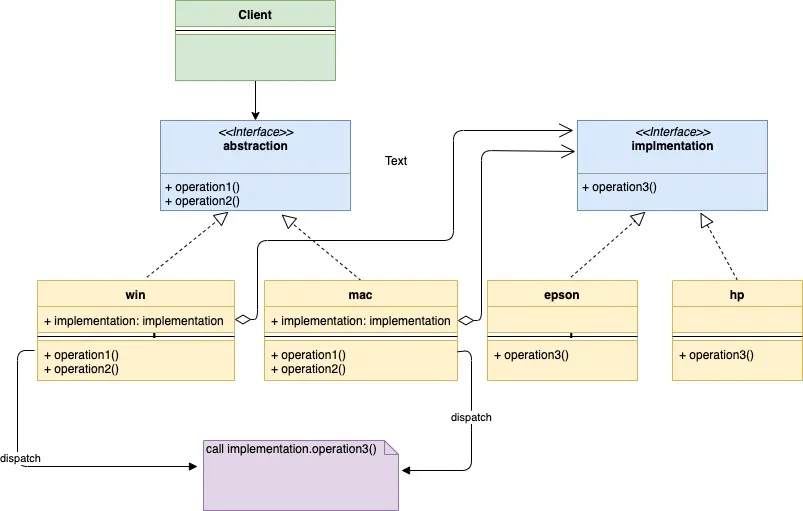 Client
<<Interface>>
abstraction
+ operation1()
+ operation2()
Text
<<Interface>>
implmentation
+ operation3()
win
+ implementation: implementation
+ operation1()
+ operation2()
mac
+ implementation: implementation
+ operation1()
+ operation2()
epson
+ operation3()
hp
+ operation3()
dispatch
dispatch
call implementation.operation3()